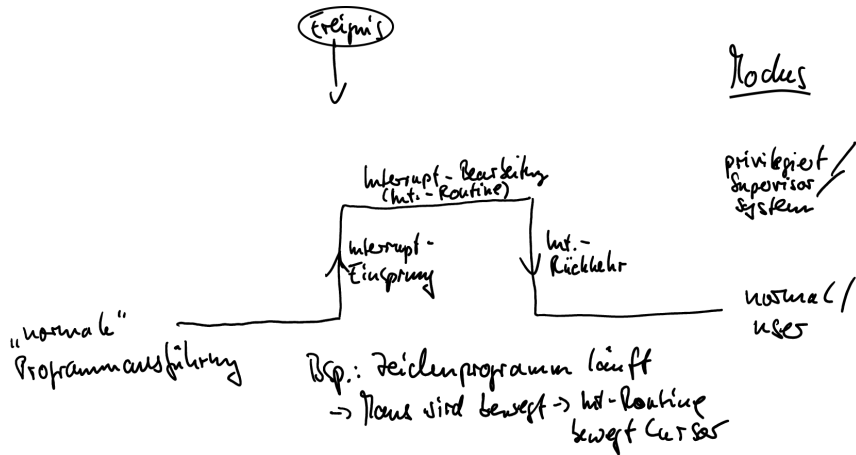 Ereignis
Modus
privilegiert /
Supervisor /
System
Interrupt-Bearbeitung
(Int.-Routine)
Interrupt-
Einsprung
Int.-
Rückkehr
normal /
user
„normale“
Programmausführung
Bsp.: Zeichenprogramm läuft
→ Maus wird bewegt → Int-Routine
bewegt Cursor